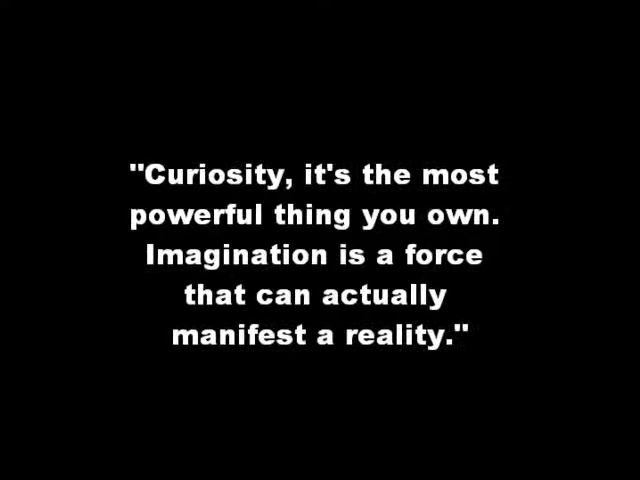 "Curiosity, it's the most
powerful thing you own.
Imagination is a force
that can actually
manifest a reality."